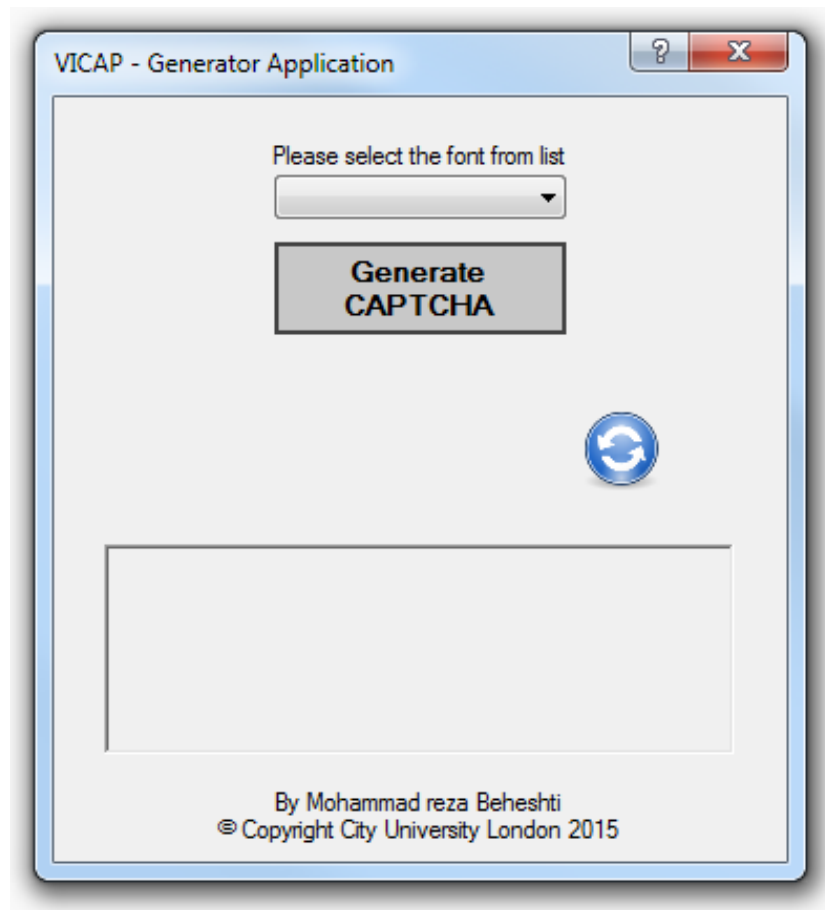 VICAP - Generator Application
Please select the font from list
Generate
CAPTCHA
By Mohammad reza Beheshti
© Copyright City University London 2015